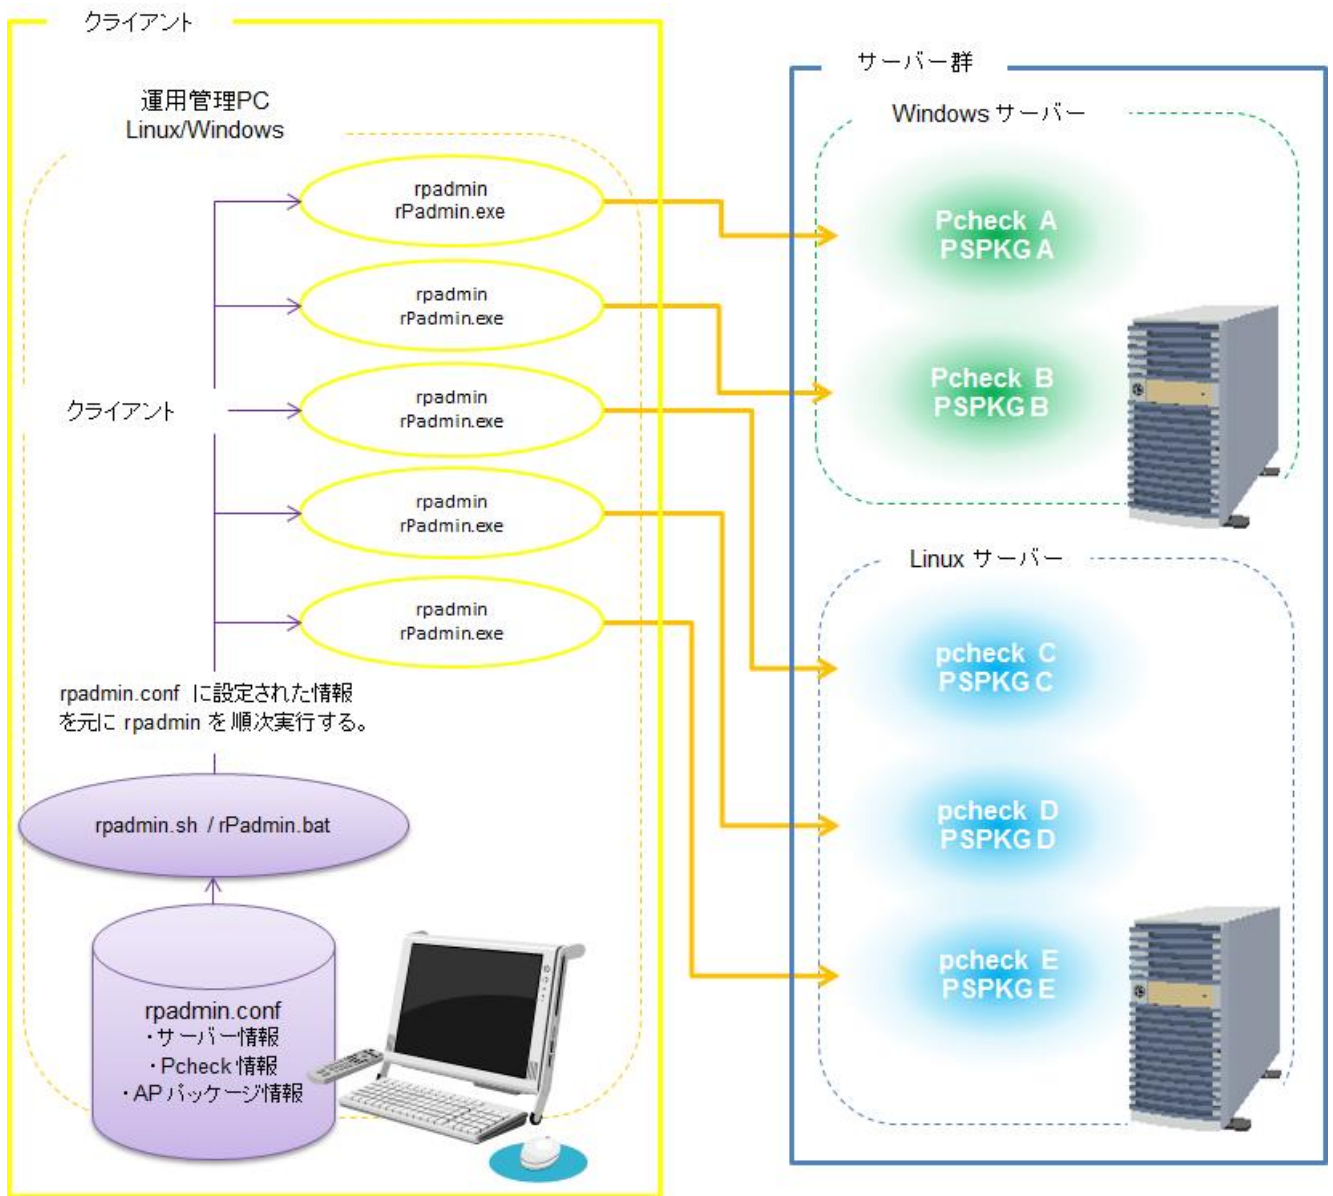 クライアント
運用管理PC
Linux/Windows
rpadmin
rPadmin.exe
rpadmin
rPadmin.exe
クライアント
rpadmin
rPadmin.exe
rpadmin
rPadmin.exe
rpadmin
rPadmin.exe
rpadmin.conf に設定された情報
を元に rpadmin を順次実行する。
rpadmin.sh / rPadmin.bat
rpadmin.conf
・サーバー情報
・Pcheck 情報
・AP パッケージ情報
サーバー群
Windows サーバー
Pcheck A
PSPKG A
Pcheck B
PSPKG B
Linux サーバー
pcheck C
PSPKG C
pcheck D
PSPKG D
pcheck E
PSPKG E